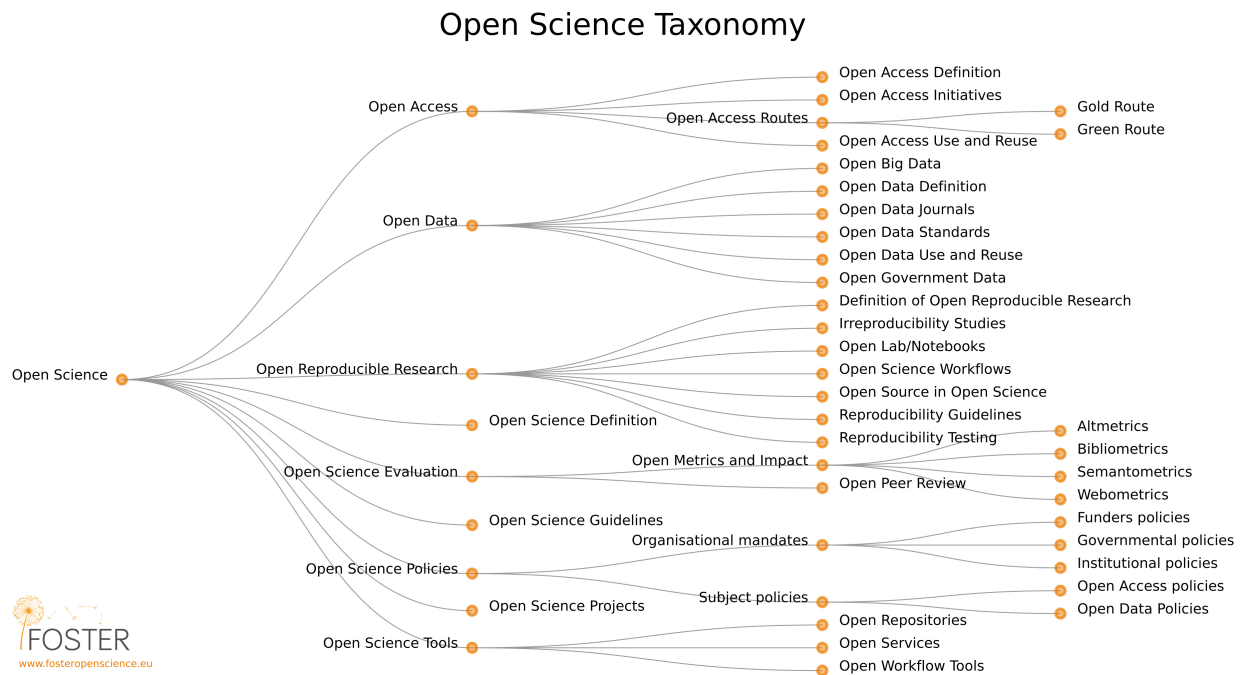 Open Science Taxonomy
Open Science
Open Access
Open Access Definition
Open Access Initiatives
Open Access Routes
Gold Route
Green Route
Open Access Use and Reuse
Open Data
Open Big Data
Open Data Definition
Open Data Journals
Open Data Standards
Open Data Use and Reuse
Open Government Data
Open Reproducible Research
Definition of Open Reproducible Research
Irreproducibility Studies
Open Lab/Notebooks
Open Science Workflows
Open Source in Open Science
Reproducibility Guidelines
Reproducibility Testing
Open Science Definition
Open Science Evaluation
Open Metrics and Impact
Altmetrics
Bibliometrics
Semantometrics
Webometrics
Open Peer Review
Open Science Guidelines
Open Science Policies
Organisational mandates
Funders policies
Governmental policies
Institutional policies
Subject policies
Open Access policies
Open Data Policies
Open Science Projects
Open Science Tools
Open Repositories
Open Services
Open Workflow Tools
FOSTER
www.fosteropenscience.eu